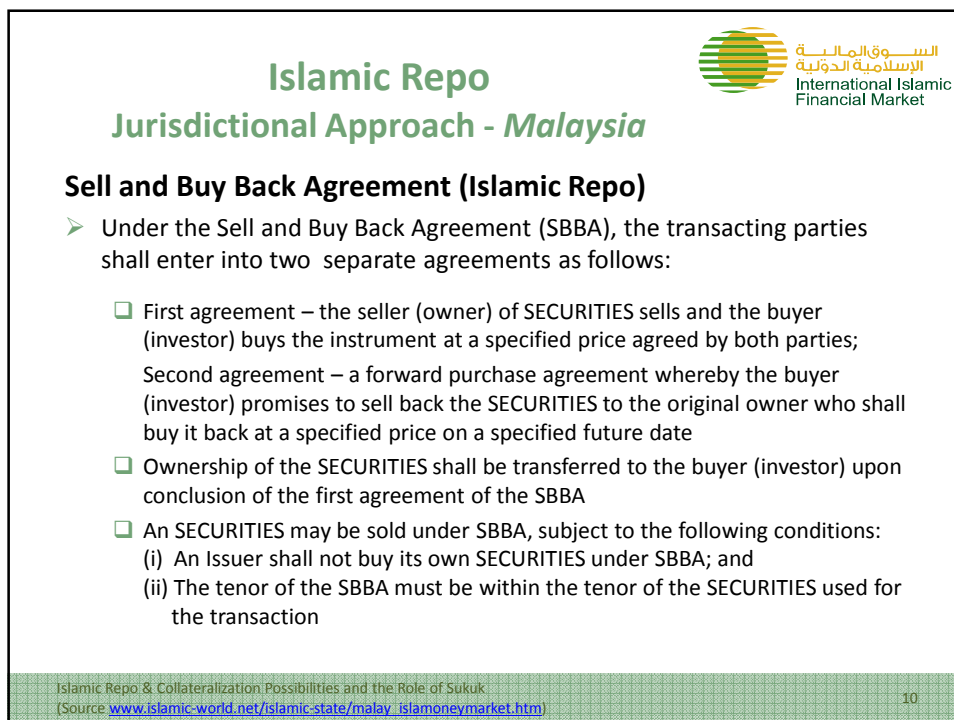 Islamic Repo
Jurisdictional Approach - Malaysia
السـوق المالـيـة
الإسلامية الدولية
International Islamic
Financial Market
Sell and Buy Back Agreement (Islamic Repo)
Under the Sell and Buy Back Agreement (SBBA), the transacting parties
shall enter into two separate agreements as follows:
First agreement – the seller (owner) of SECURITIES sells and the buyer
(investor) buys the instrument at a specified price agreed by both parties;
Second agreement – a forward purchase agreement whereby the buyer
(investor) promises to sell back the SECURITIES to the original owner who shall
buy it back at a specified price on a specified future date
Ownership of the SECURITIES shall be transferred to the buyer (investor) upon
conclusion of the first agreement of the SBBA
An SECURITIES may be sold under SBBA, subject to the following conditions:
(i) An Issuer shall not buy its own SECURITIES under SBBA; and
(ii) The tenor of the SBBA must be within the tenor of the SECURITIES used for
the transaction
Islamic Repo & Collateralization Possibilities and the Role of Sukuk
(Source www.islamic-world.net/islamic-state/malay_islamoneymarket.htm)
10